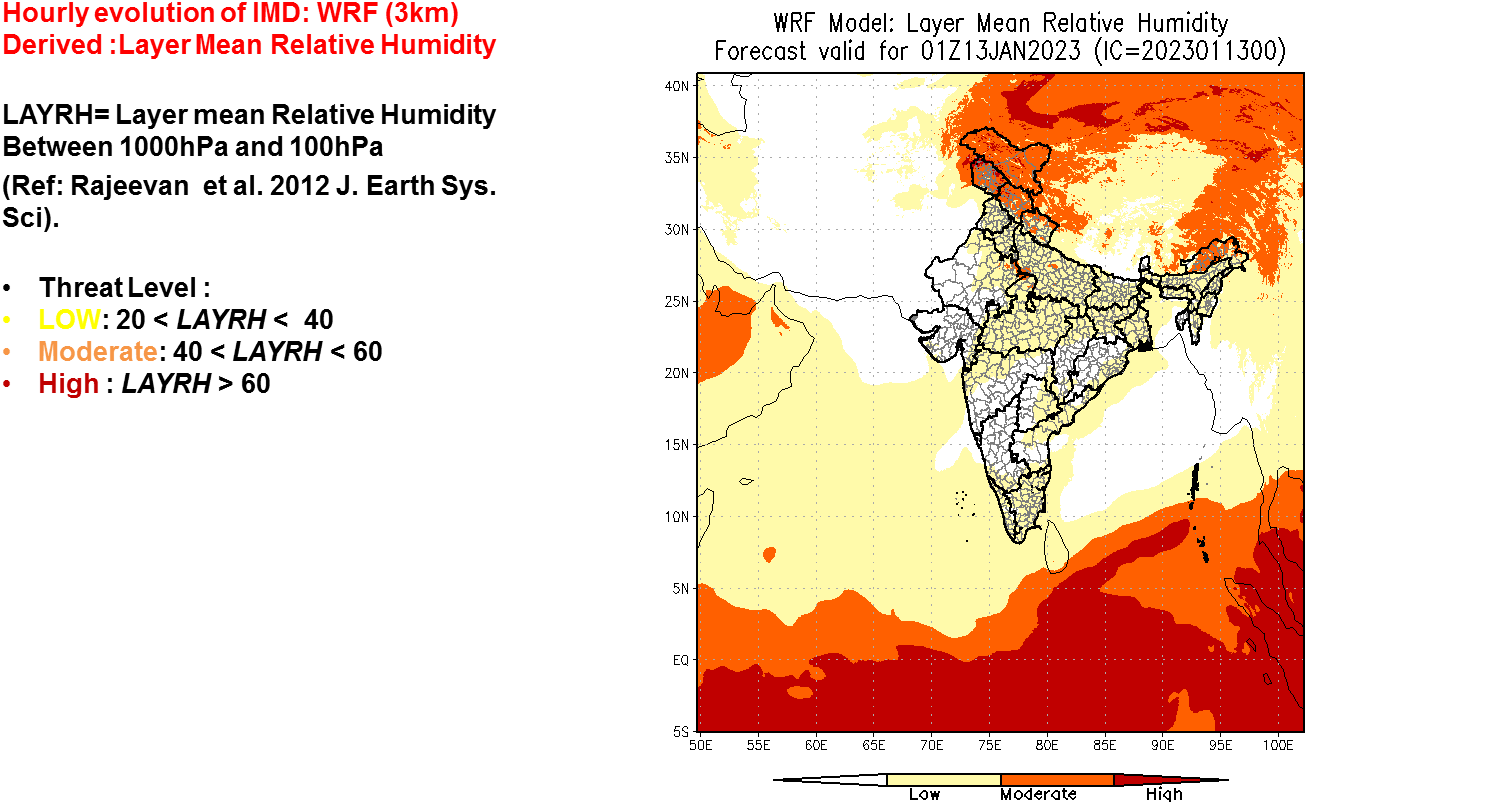 Hourly evolution of IMD: WRF (3km)
Derived :Layer Mean Relative Humidity
LAYRH= Layer mean Relative Humidity
Between 1000hPa and 100hPa
(Ref: Rajeevan et al. 2012 J. Earth Sys.
Sci).
• Threat Level :
• LOW: 20 < LAYRH < 40
• Moderate: 40 < LAYRH < 60
• High : LAYRH > 60
WRF Model: Layer Mean Relative Humidity
Forecast valid for 01Z13JAN2023 (IC=2023011300)
40N
35N
30N
25N
20N
15N
10N
5N
EQ
5S
50E 55E 60E 65E 70E 75E 80E 85E 90E 95E 100E
Low Moderate High